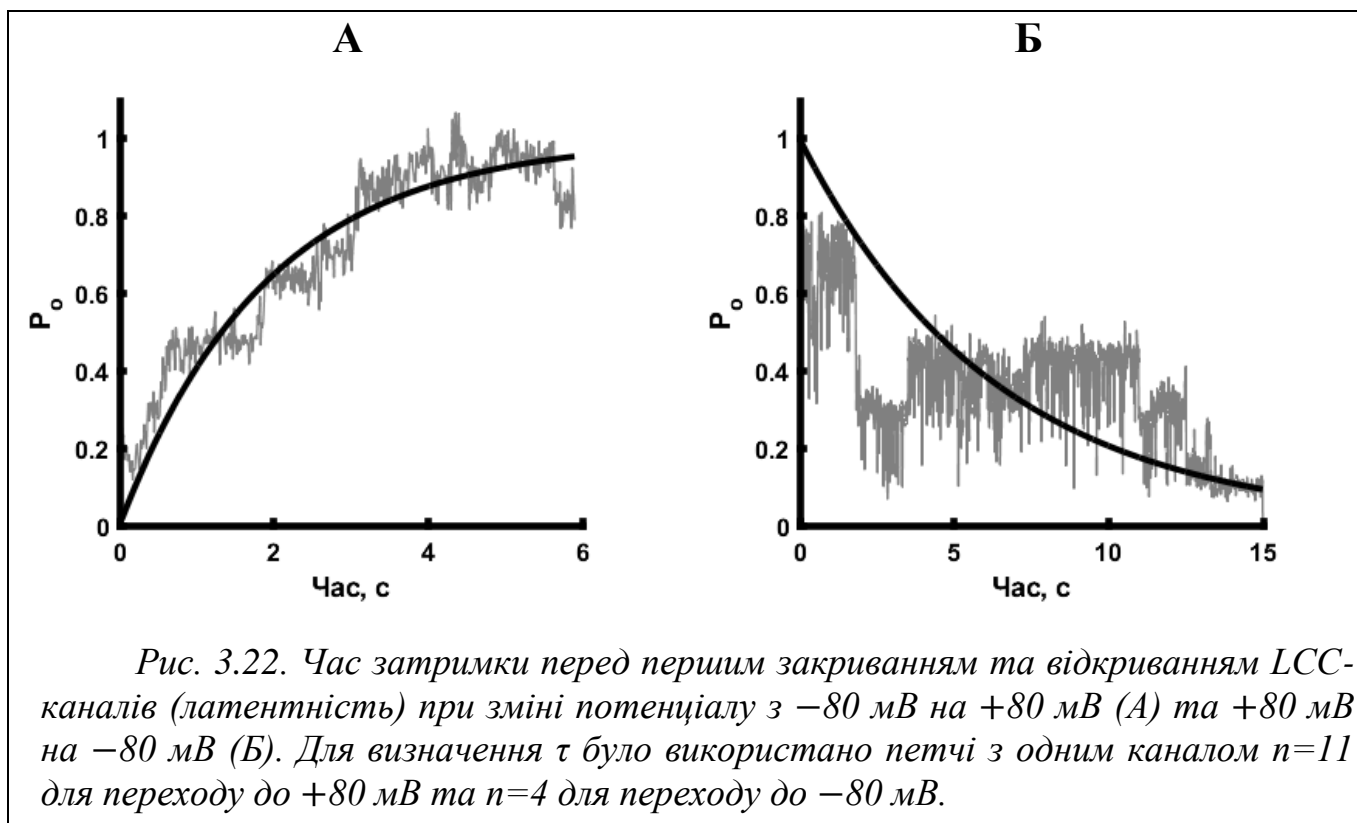 А
Б
1
0.8
0.6
0.4
0.2
0
Po
0 2 4 6
Час, с
1
0.8
0.6
0.4
0.2
0
Po
0 5 10 15
Час, с
Рис. 3.22. Час затримки перед першим закриванням та відкриванням LCC-
каналів (латентність) при зміні потенціалу з −80 мВ на +80 мВ (А) та +80 мВ
на −80 мВ (Б). Для визначення τ було використано петчі з одним каналом n=11
для переходу до +80 мВ та n=4 для переходу до −80 мВ.